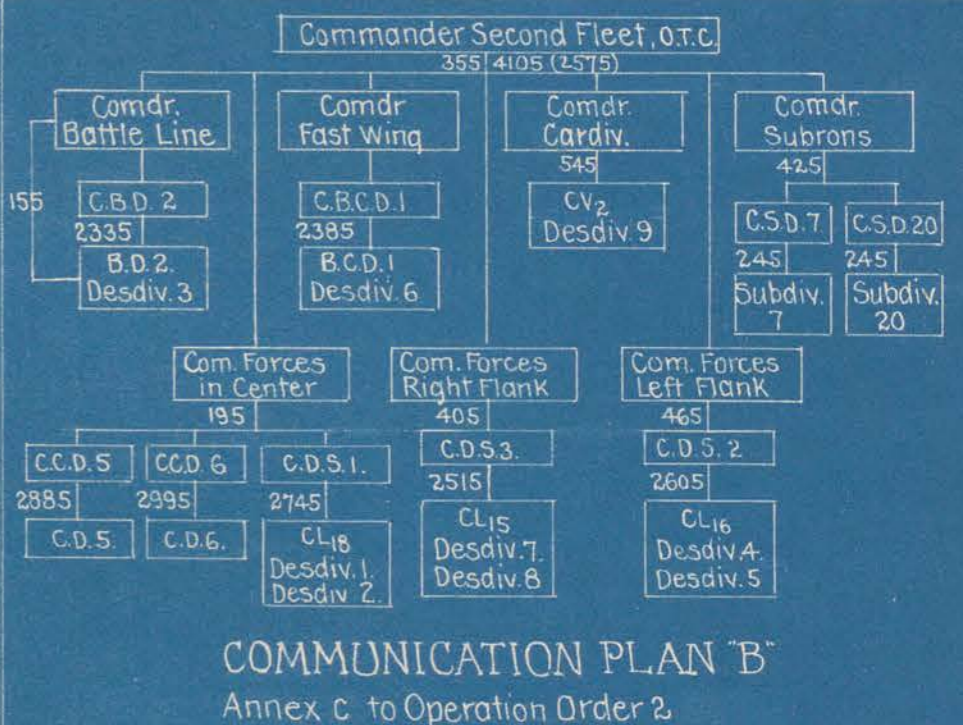 Commander Second Fleet, O.T.C.
355 4105 (2575)
Comdr. Battle Line
Comdr Fast Wing
Comdr. Cardiv.
Comdr. Subrons
545
425
155
C.B.D. 2
C.B.C.D. 1
CV2
Desdiv. 9
C.S.D. 7
C.S.D. 20
2335
2385
245
245
B.D. 2.
Desdiv. 3
B.C.D. 1
Desdiv. 6
Subdiv. 7
Subdiv. 20
Com. Forces in Center
Com. Forces Right Flank
Com. Forces Left Flank
195
405
465
C.C.D. 5
C.C.D. 6
C.D.S. 1.
C.D.S. 3.
C.D.S. 2
2885
2995
2745
2515
2605
C.D. 5.
C.D. 6.
CL18
Desdiv. 1.
Desdiv 2.
CL15
Desdiv. 7.
Desdiv. 8
CL16
Desdiv. 4.
Desdiv. 5
COMMUNICATION PLAN "B"
Annex C to Operation Order 2